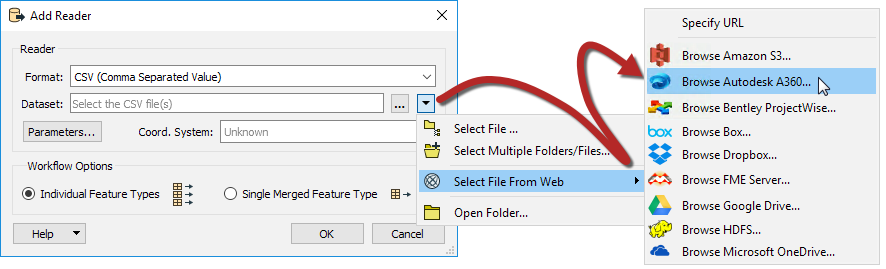 Add Reader
Reader
Format: CSV (Comma Separated Value)
Dataset: Select the CSV file(s) ...
Parameters... Coord. System: Unknown
Workflow Options
Individual Feature Types Single Merged Feature Type
Help OK Cancel
Select File ...
Select Multiple Folders/Files...
Select File From Web
Open Folder...
Specify URL
Browse Amazon S3...
Browse Autodesk A360...
Browse Bentley ProjectWise...
box Browse Box...
Browse Dropbox...
Browse FME Server...
Browse Google Drive...
Browse HDFS...
Browse Microsoft OneDrive...